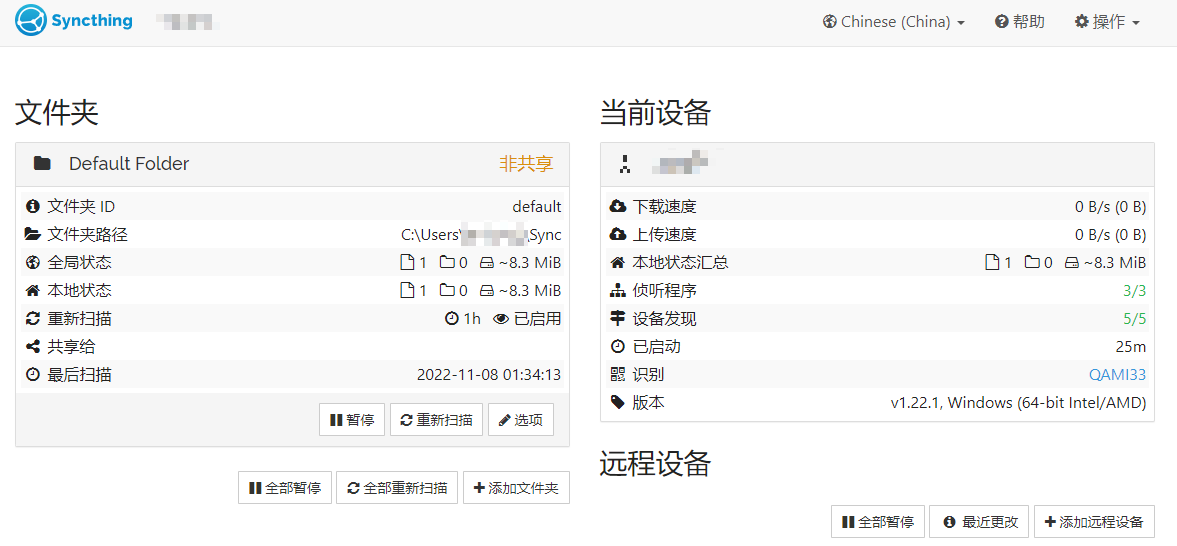 Syncthing
Chinese (China) 帮助 操作
文件夹
Default Folder 非共享
文件夹 ID default
文件夹路径 C:\Users\ \Sync
全局状态 1 0 ~8.3 MiB
本地状态 1 0 ~8.3 MiB
重新扫描 1h 已启用
共享给
最后扫描 2022-11-08 01:34:13
暂停 重新扫描 选项
全部暂停 全部重新扫描 添加文件夹
当前设备
下载速度 0 B/s (0 B)
上传速度 0 B/s (0 B)
本地状态汇总 1 0 ~8.3 MiB
侦听程序 3/3
设备发现 5/5
已启动 25m
识别 QAMI33
版本 v1.22.1, Windows (64-bit Intel/AMD)
远程设备
全部暂停 最近更改 添加远程设备